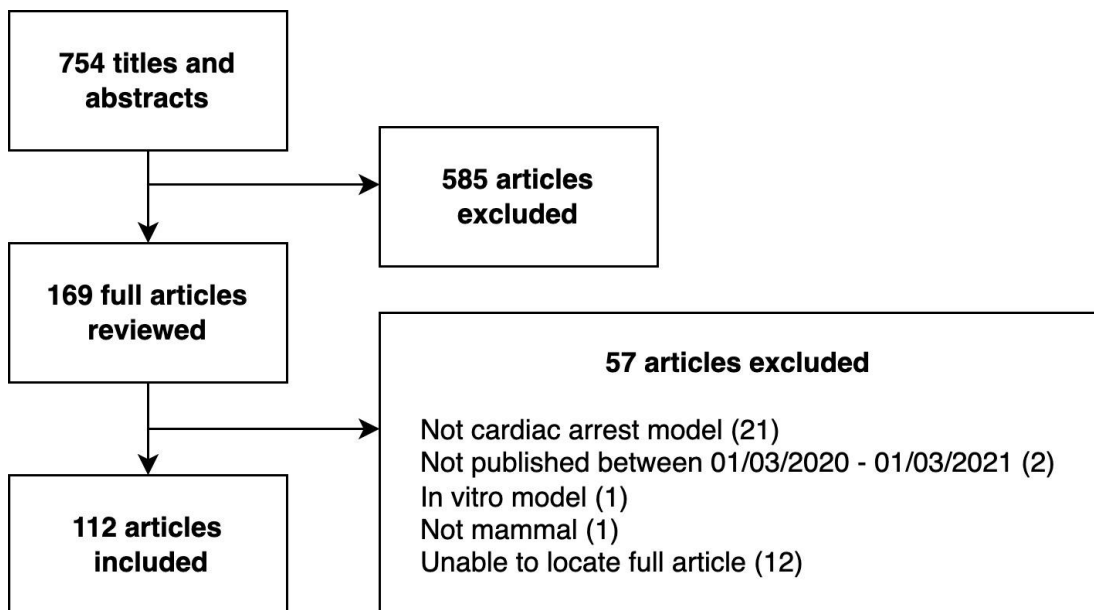 754 titles and
abstracts
585 articles
excluded
169 full articles
reviewed
57 articles excluded
Not cardiac arrest model (21)
Not published between 01/03/2020 - 01/03/2021 (2)
In vitro model (1)
Not mammal (1)
Unable to locate full article (12)
112 articles
included